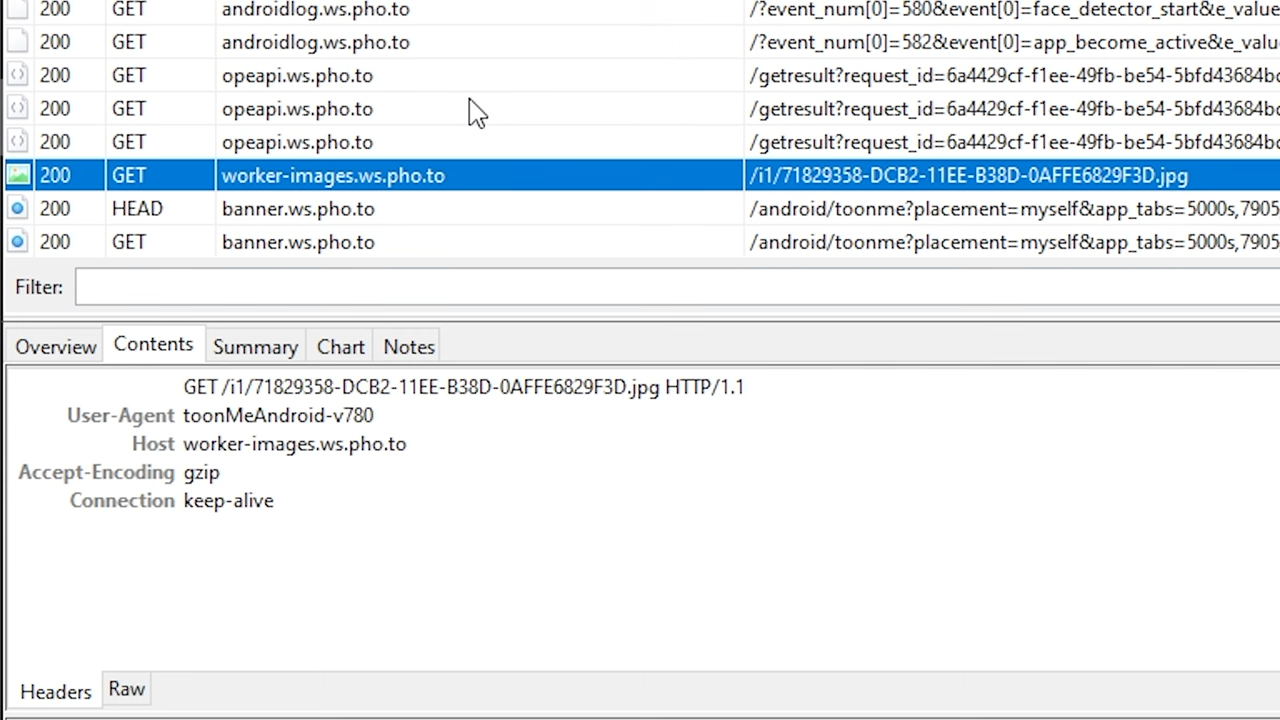 200 GET androidlog.ws.pho.to /?event_num[0]=580&event[0]=face_detector_start&e_value
200 GET androidlog.ws.pho.to /?event_num[0]=582&event[0]=app_become_active&e_valu
200 GET opeapi.ws.pho.to /getresult?request_id=6a4429cf-f1ee-49fb-be54-5bfd43684bc
200 GET opeapi.ws.pho.to /getresult?request_id=6a4429cf-f1ee-49fb-be54-5bfd43684bc
200 GET opeapi.ws.pho.to /getresult?request_id=6a4429cf-f1ee-49fb-be54-5bfd43684bc
200 GET worker-images.ws.pho.to /i1/71829358-DCB2-11EE-B38D-0AFFE6829F3D.jpg
200 HEAD banner.ws.pho.to /android/toonme?placement=myself&app_tabs=5000s,7905
200 GET banner.ws.pho.to /android/toonme?placement=myself&app_tabs=5000s,7905
Filter:
Overview Contents Summary Chart Notes
GET /i1/71829358-DCB2-11EE-B38D-0AFFE6829F3D.jpg HTTP/1.1
User-Agent toonMeAndroid-v780
Host worker-images.ws.pho.to
Accept-Encoding gzip
Connection keep-alive
Headers Raw